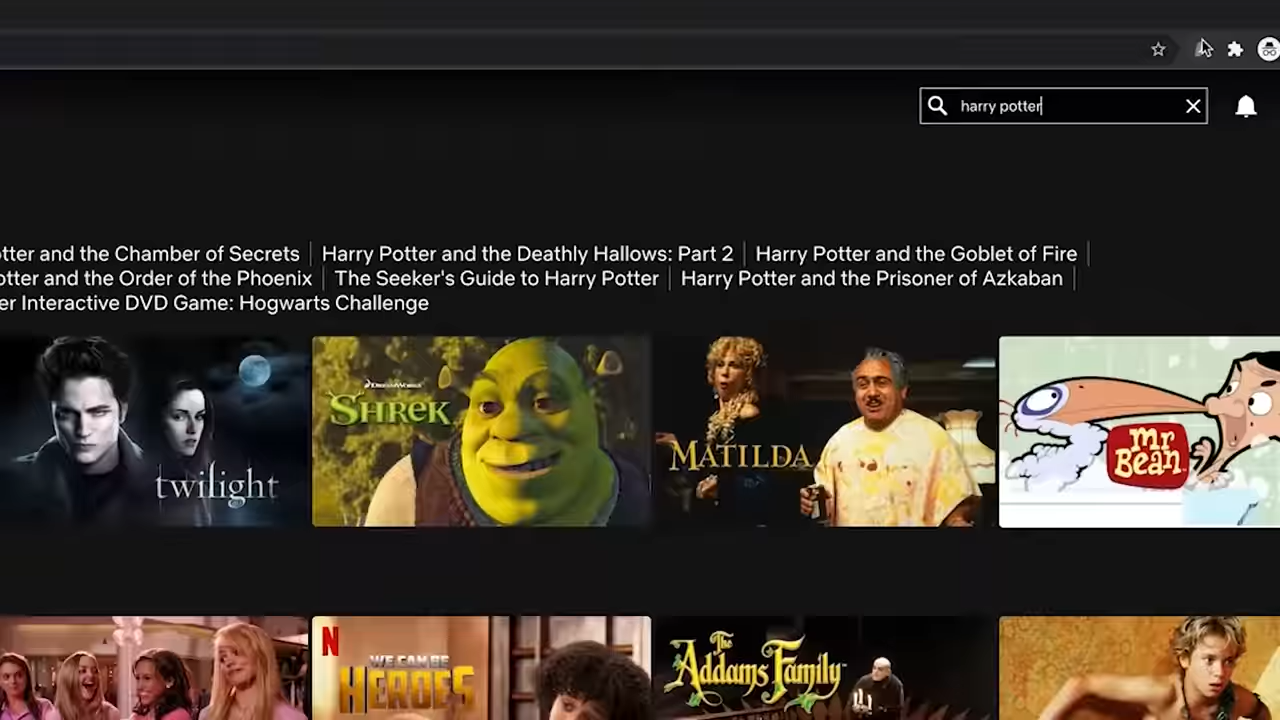 harry potter
otter and the Chamber of Secrets | Harry Potter and the Deathly Hallows: Part 2 | Harry Potter and the Goblet of Fire |
otter and the Order of the Phoenix | The Seeker's Guide to Harry Potter | Harry Potter and the Prisoner of Azkaban |
er Interactive DVD Game: Hogwarts Challenge
twilight
DREAMWORKS
SHREK
MATILDA
mr
Bean
N
WE CAN BE
HEROES
The
Addams Family